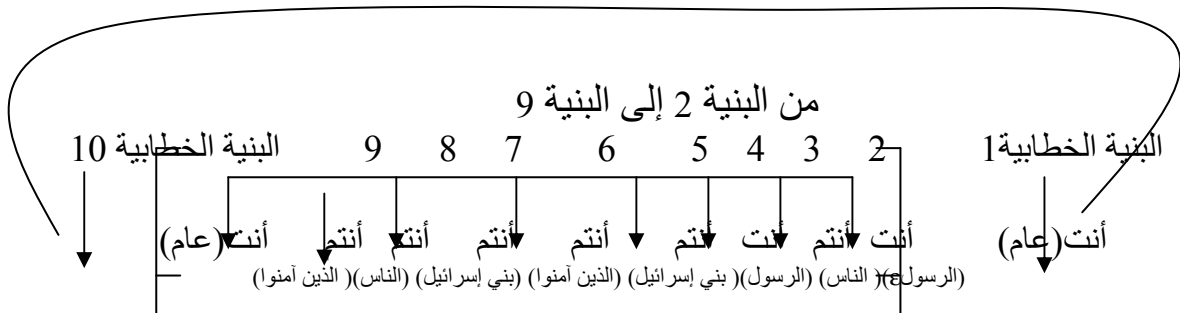 من البنية 2 إلى البنية 9
البنية الخطابية1 2 3 4 5 6 7 8 9 البنية الخطابية 10
أنت(عام) أنت أنتم أنت أنتم أنتم أنتم أنتم أنتم أنت(عام)
(الرسولε)( الناس) (الرسول)( بني إسرائيل) (الذين آمنوا) (بني إسرائيل) (الناس)( الذين آمنوا)